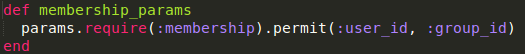 def membership_params
  params.require(:membership).permit(:user_id, :group_id)
end